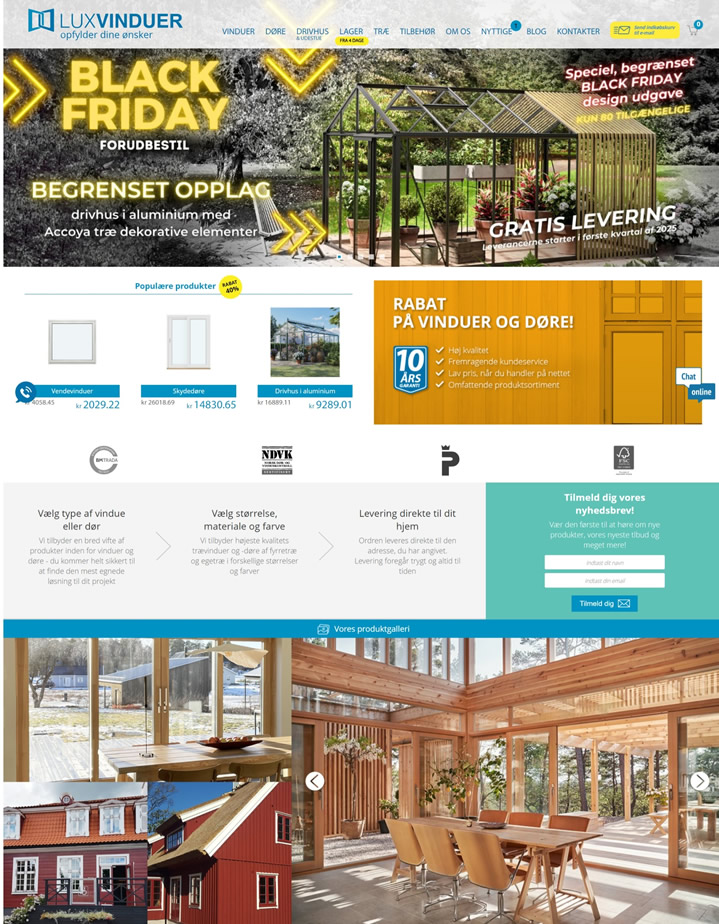 LUXVINDUER
opfylder dine ønsker
VINDUER DØRE DRIVHUS LAGER TRÆ TILBEHØR OM OS NYTTIGE BLOG KONTAKTER
& UDESTUE
FRA 4 DAGE
1
Send indkøbskurv
til e-mail
0
BLACK
FRIDAY
FORUDBESTIL
BEGRENSET OPPLAG
drivhus i aluminium med
Accoya træ dekorative elementer
Speciel, begrænset
BLACK FRIDAY
design udgave
KUN 80 TILGÆNGELIGE
GRATIS LEVERING
Leverancerne starter i første kvartal af 2025
Populære produkter
RABAT
40%
Vendevinduer
kr 4058.45 kr 2029.22
Skydedøre
kr 26018.69 kr 14830.65
Drivhus i aluminium
kr 16889.11 kr 9289.01
RABAT
PÅ VINDUER OG DØRE!
10
ÅRS
GARANTI
Høj kvalitet
Fremragende kundeservice
Lav pris, når du handler på nettet
Omfattende produktsortiment
Chat
online
BMTRADA
NDVK
P
FSC
Vælg type af vindue
eller dør
Vi tilbyder en bred vifte af
produkter inden for vinduer og
døre - du kommer helt sikkert til
at finde den mest egnede
løsning til dit projekt
Vælg størrelse,
materiale og farve
Vi tilbyder højeste kvalitets
trævinduer og -døre af fyrretræ
og egetræ i forskellige størrelser
og farver
Levering direkte til dit
hjem
Ordren leveres direkte til den
adresse, du har angivet.
Levering foregår trygt og altid til
tiden
Tilmeld dig vores
nyhedsbrev!
Vær den første til at høre om nye
produkter, vores nyeste tilbud og
meget mere!
Indtast dit navn
Indtast din email
Tilmeld dig
Vores produktgalleri